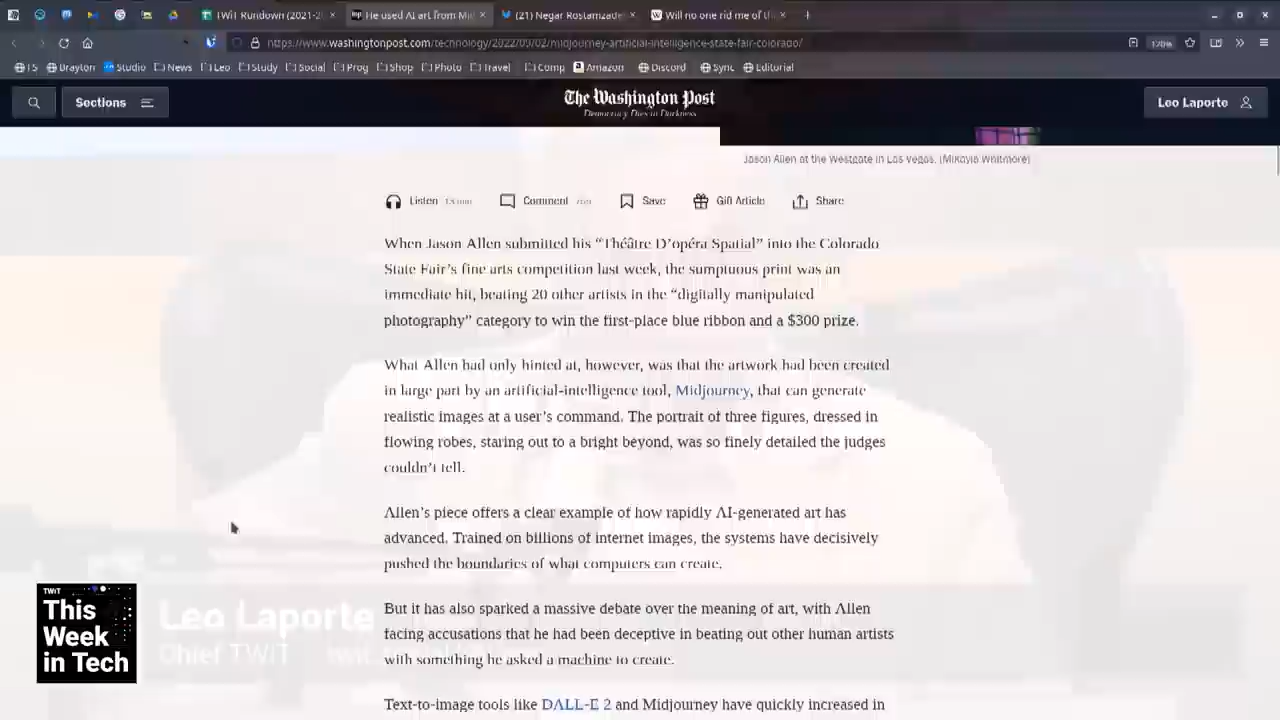 TWiT Rundown (2021-2
He used AI art from Mi
(21) Negar Rostamzade
Will no one rid me of th
https://www.washingtonpost.com/technology/2022/09/02/midjourney-artificial-intelligence-state-fair-colorado/
120%
TS Brayton Studio News Leo Study Social Prog Shop Photo Travel Comp Amazon Discord Sync Editorial
Sections
The Washington Post
Democracy Dies in Darkness
Leo Laporte
Jason Allen at the Westgate in Las Vegas. (Mikayla Whitmore)
Listen
Comment
Save
Gift Article
Share
When Jason Allen submitted his “Théâtre D’opéra Spatial” into the Colorado
State Fair’s fine arts competition last week, the sumptuous print was an
immediate hit, beating 20 other artists in the “digitally manipulated
photography” category to win the first-place blue ribbon and a $300 prize.
What Allen had only hinted at, however, was that the artwork had been created
in large part by an artificial-intelligence tool, Midjourney, that can generate
realistic images at a user’s command. The portrait of three figures, dressed in
flowing robes, staring out to a bright beyond, was so finely detailed the judges
couldn’t tell.
Allen’s piece offers a clear example of how rapidly AI-generated art has
advanced. Trained on billions of internet images, the systems have decisively
pushed the boundaries of what computers can create.
But it has also sparked a massive debate over the meaning of art, with Allen
facing accusations that he had been deceptive in beating out other human artists
with something he asked a machine to create.
Text-to-image tools like DALL-E 2 and Midjourney have quickly increased in
TWiT
This
Week
in Tech
Leo Laporte
Chief TWiT